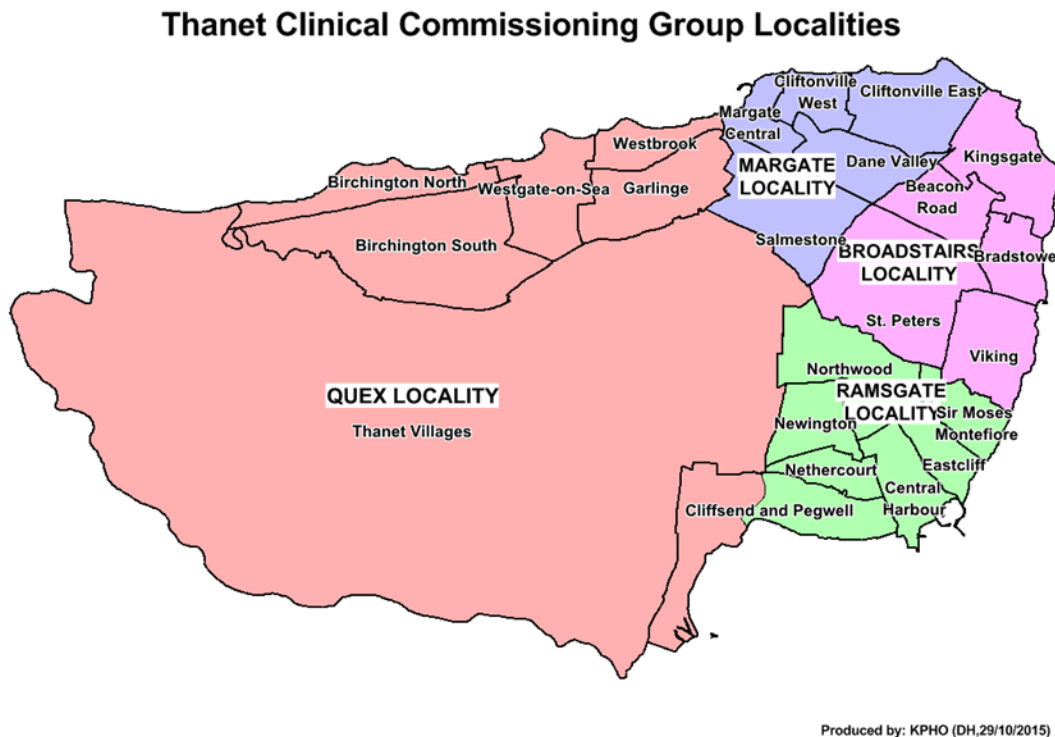 Thanet Clinical Commissioning Group Localities
Cliftonville
West
Cliftonville East
Margate
Central
Westbrook
MARGATE
LOCALITY
Dane Valley
Kingsgate
Birchington North
Westgate-on-Sea
Garlinge
Beacon
Road
Birchington South
Salmestone
BROADSTAIRS
LOCALITY
Bradstowe
St. Peters
Viking
Northwood
QUEX LOCALITY
Thanet Villages
RAMSGATE
LOCALITY
Sir Moses
Montefiore
Newington
Nethercourt
Eastcliff
Central
Harbour
Cliffsend and Pegwell
Produced by: KPHO (DH,29/10/2015)